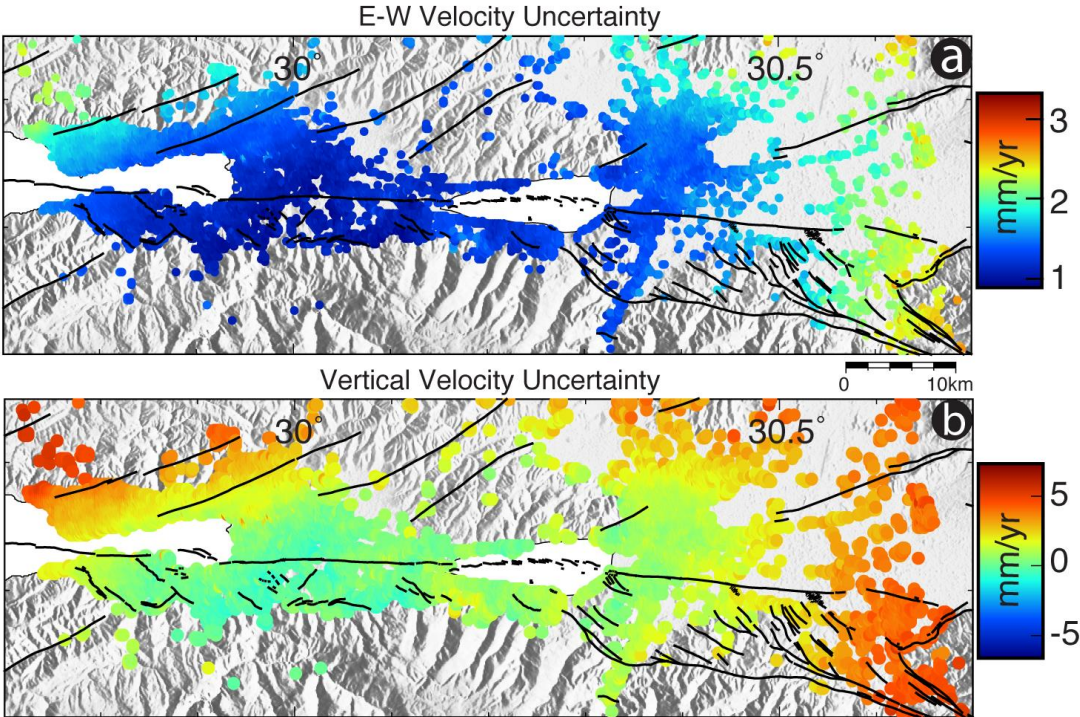 E-W Velocity Uncertainty
a
30°
30.5°
3
2
1
mm/yr
0 10km
Vertical Velocity Uncertainty
b
30°
30.5°
5
0
-5
mm/yr